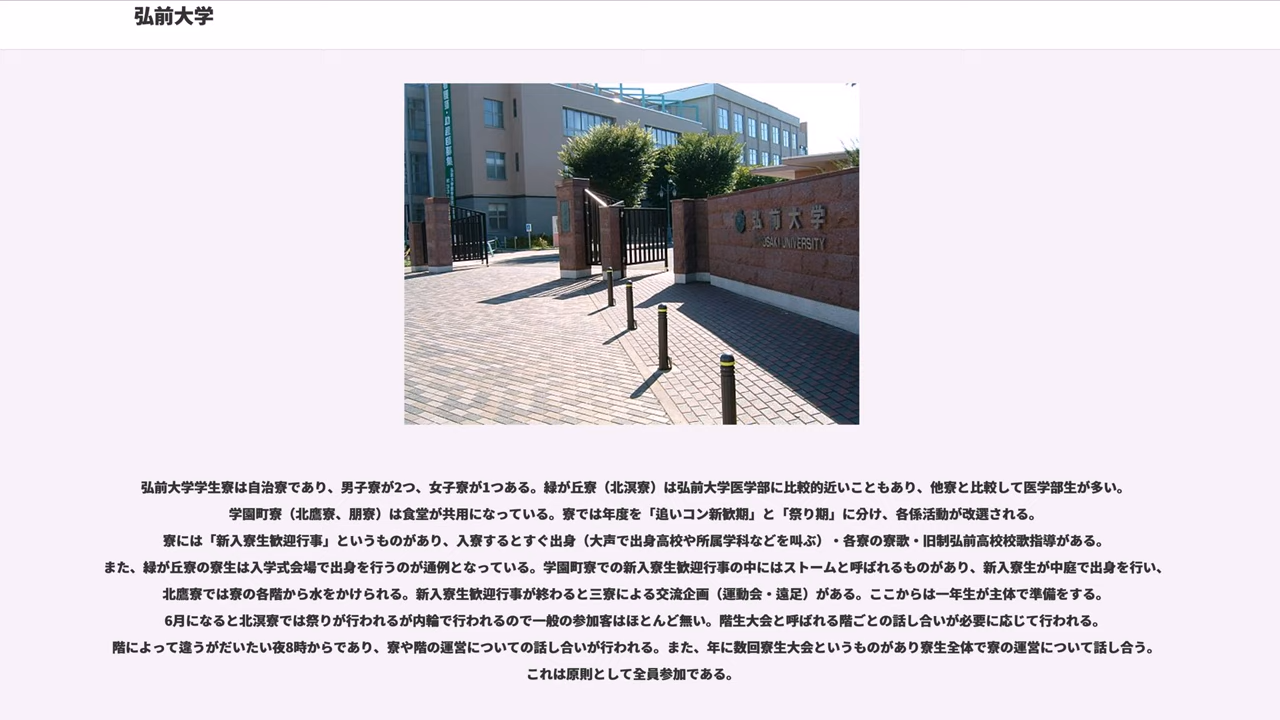 弘前大学
弘前大学
USAKI UNIVERSITY
弘前大学学生寮は自治寮であり、男子寮が2つ、女子寮が1つある。緑が丘寮（北溟寮）は弘前大学医学部に比較的近いこともあり、他寮と比較して医学部生が多い。
学園町寮（北鷹寮、朋寮）は食堂が共用になっている。寮では年度を「追いコン新歓期」と「祭り期」に分け、各係活動が改選される。
寮には「新入寮生歓迎行事」というものがあり、入寮するとすぐ出身（大声で出身高校や所属学科などを叫ぶ）・各寮の寮歌・旧制弘前高校校歌指導がある。
また、緑が丘寮の寮生は入学式会場で出身を行うのが通例となっている。学園町寮での新入寮生歓迎行事の中にはストームと呼ばれるものがあり、新入寮生が中庭で出身を行い、
北鷹寮では寮の各階から水をかけられる。新入寮生歓迎行事が終わると三寮による交流企画（運動会・遠足）がある。ここからは一年生が主体で準備をする。
6月になると北溟寮では祭りが行われるが内輪で行われるので一般の参加客はほとんど無い。階生大会と呼ばれる階ごとの話し合いが必要に応じて行われる。
階によって違うがだいたい夜8時からであり、寮や階の運営についての話し合いが行われる。また、年に数回寮生大会というものがあり寮生全体で寮の運営について話し合う。
これは原則として全員参加である。